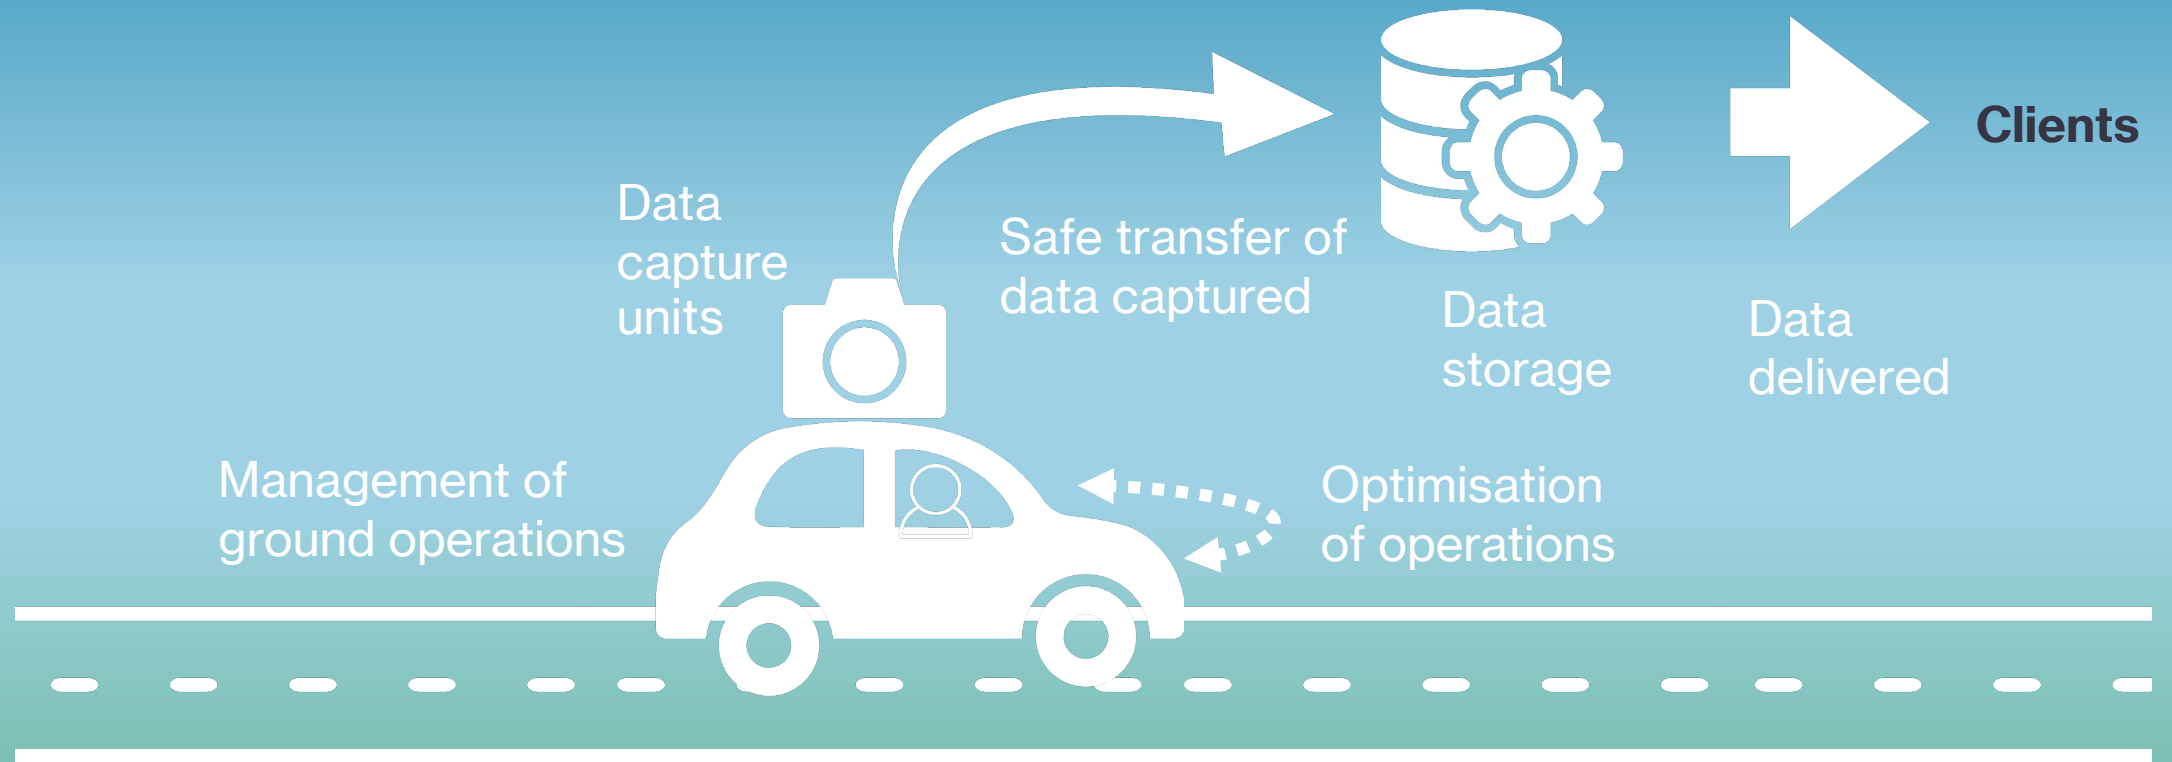 Clients
Data
capture
units
Safe transfer of
data captured
Data
storage
Data
delivered
Management of
ground operations
Optimisation
of operations